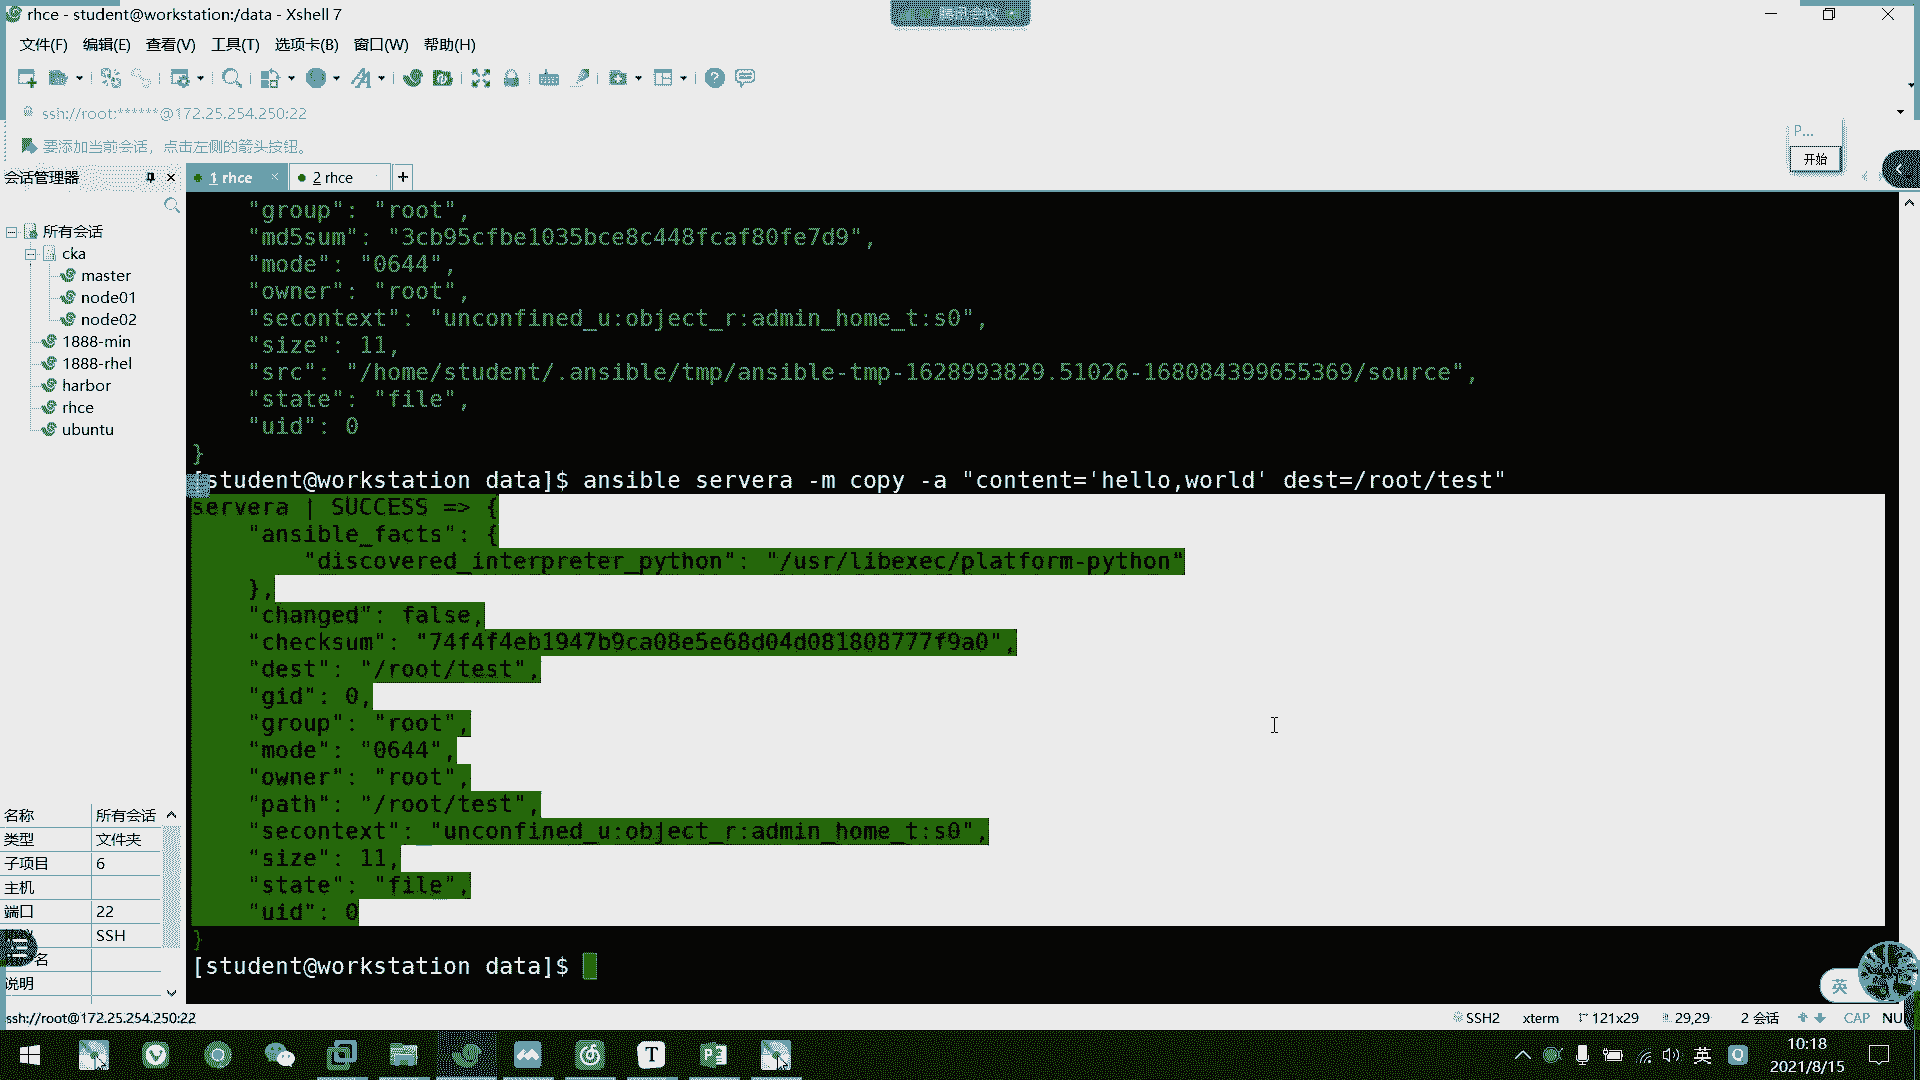 rhce - student@workstation:/data - Xshell 7
腾讯会议
文件(F) 编辑(E) 查看(V) 工具(T) 选项卡(B) 窗口(W) 帮助(H)
ssh://root:******@172.25.254.250:22
要添加当前会话，点击左侧的箭头按钮。
P...
开始
会话管理器
1 rhce
2 rhce
所有会话
cka
master
node01
node02
1888-min
1888-rhel
harbor
rhce
ubuntu
"group": "root",
"md5sum": "3cb95cfbe1035bce8c448fcaf80fe7d9",
"mode": "0644",
"owner": "root",
"secontext": "unconfined_u:object_r:admin_home_t:s0",
"size": 11,
"src": "/home/student/.ansible/tmp/ansible-tmp-1628993829.51026-168084399655369/source",
"state": "file",
"uid": 0
}
[student@workstation data]$ ansible servera -m copy -a "content='hello,world' dest=/root/test"
servera | SUCCESS => {
"ansible_facts": {
"discovered_interpreter_python": "/usr/libexec/platform-python"
},
"changed": false,
"checksum": "74f4f4eb1947b9ca08e5e68d04d081808777f9a0",
"dest": "/root/test",
"gid": 0,
"group": "root",
"mode": "0644",
"owner": "root",
"path": "/root/test",
"secontext": "unconfined_u:object_r:admin_home_t:s0",
"size": 11,
"state": "file",
"uid": 0
}
[student@workstation data]$
名称 所有会话
类型 文件夹
子项目 6
主机
端口 22
SSH
名
说明
英
ssh://root@172.25.254.250:22
SSH2 xterm 121x29 29,29 2 会话 CAP NUM
英
10:18
2021/8/15